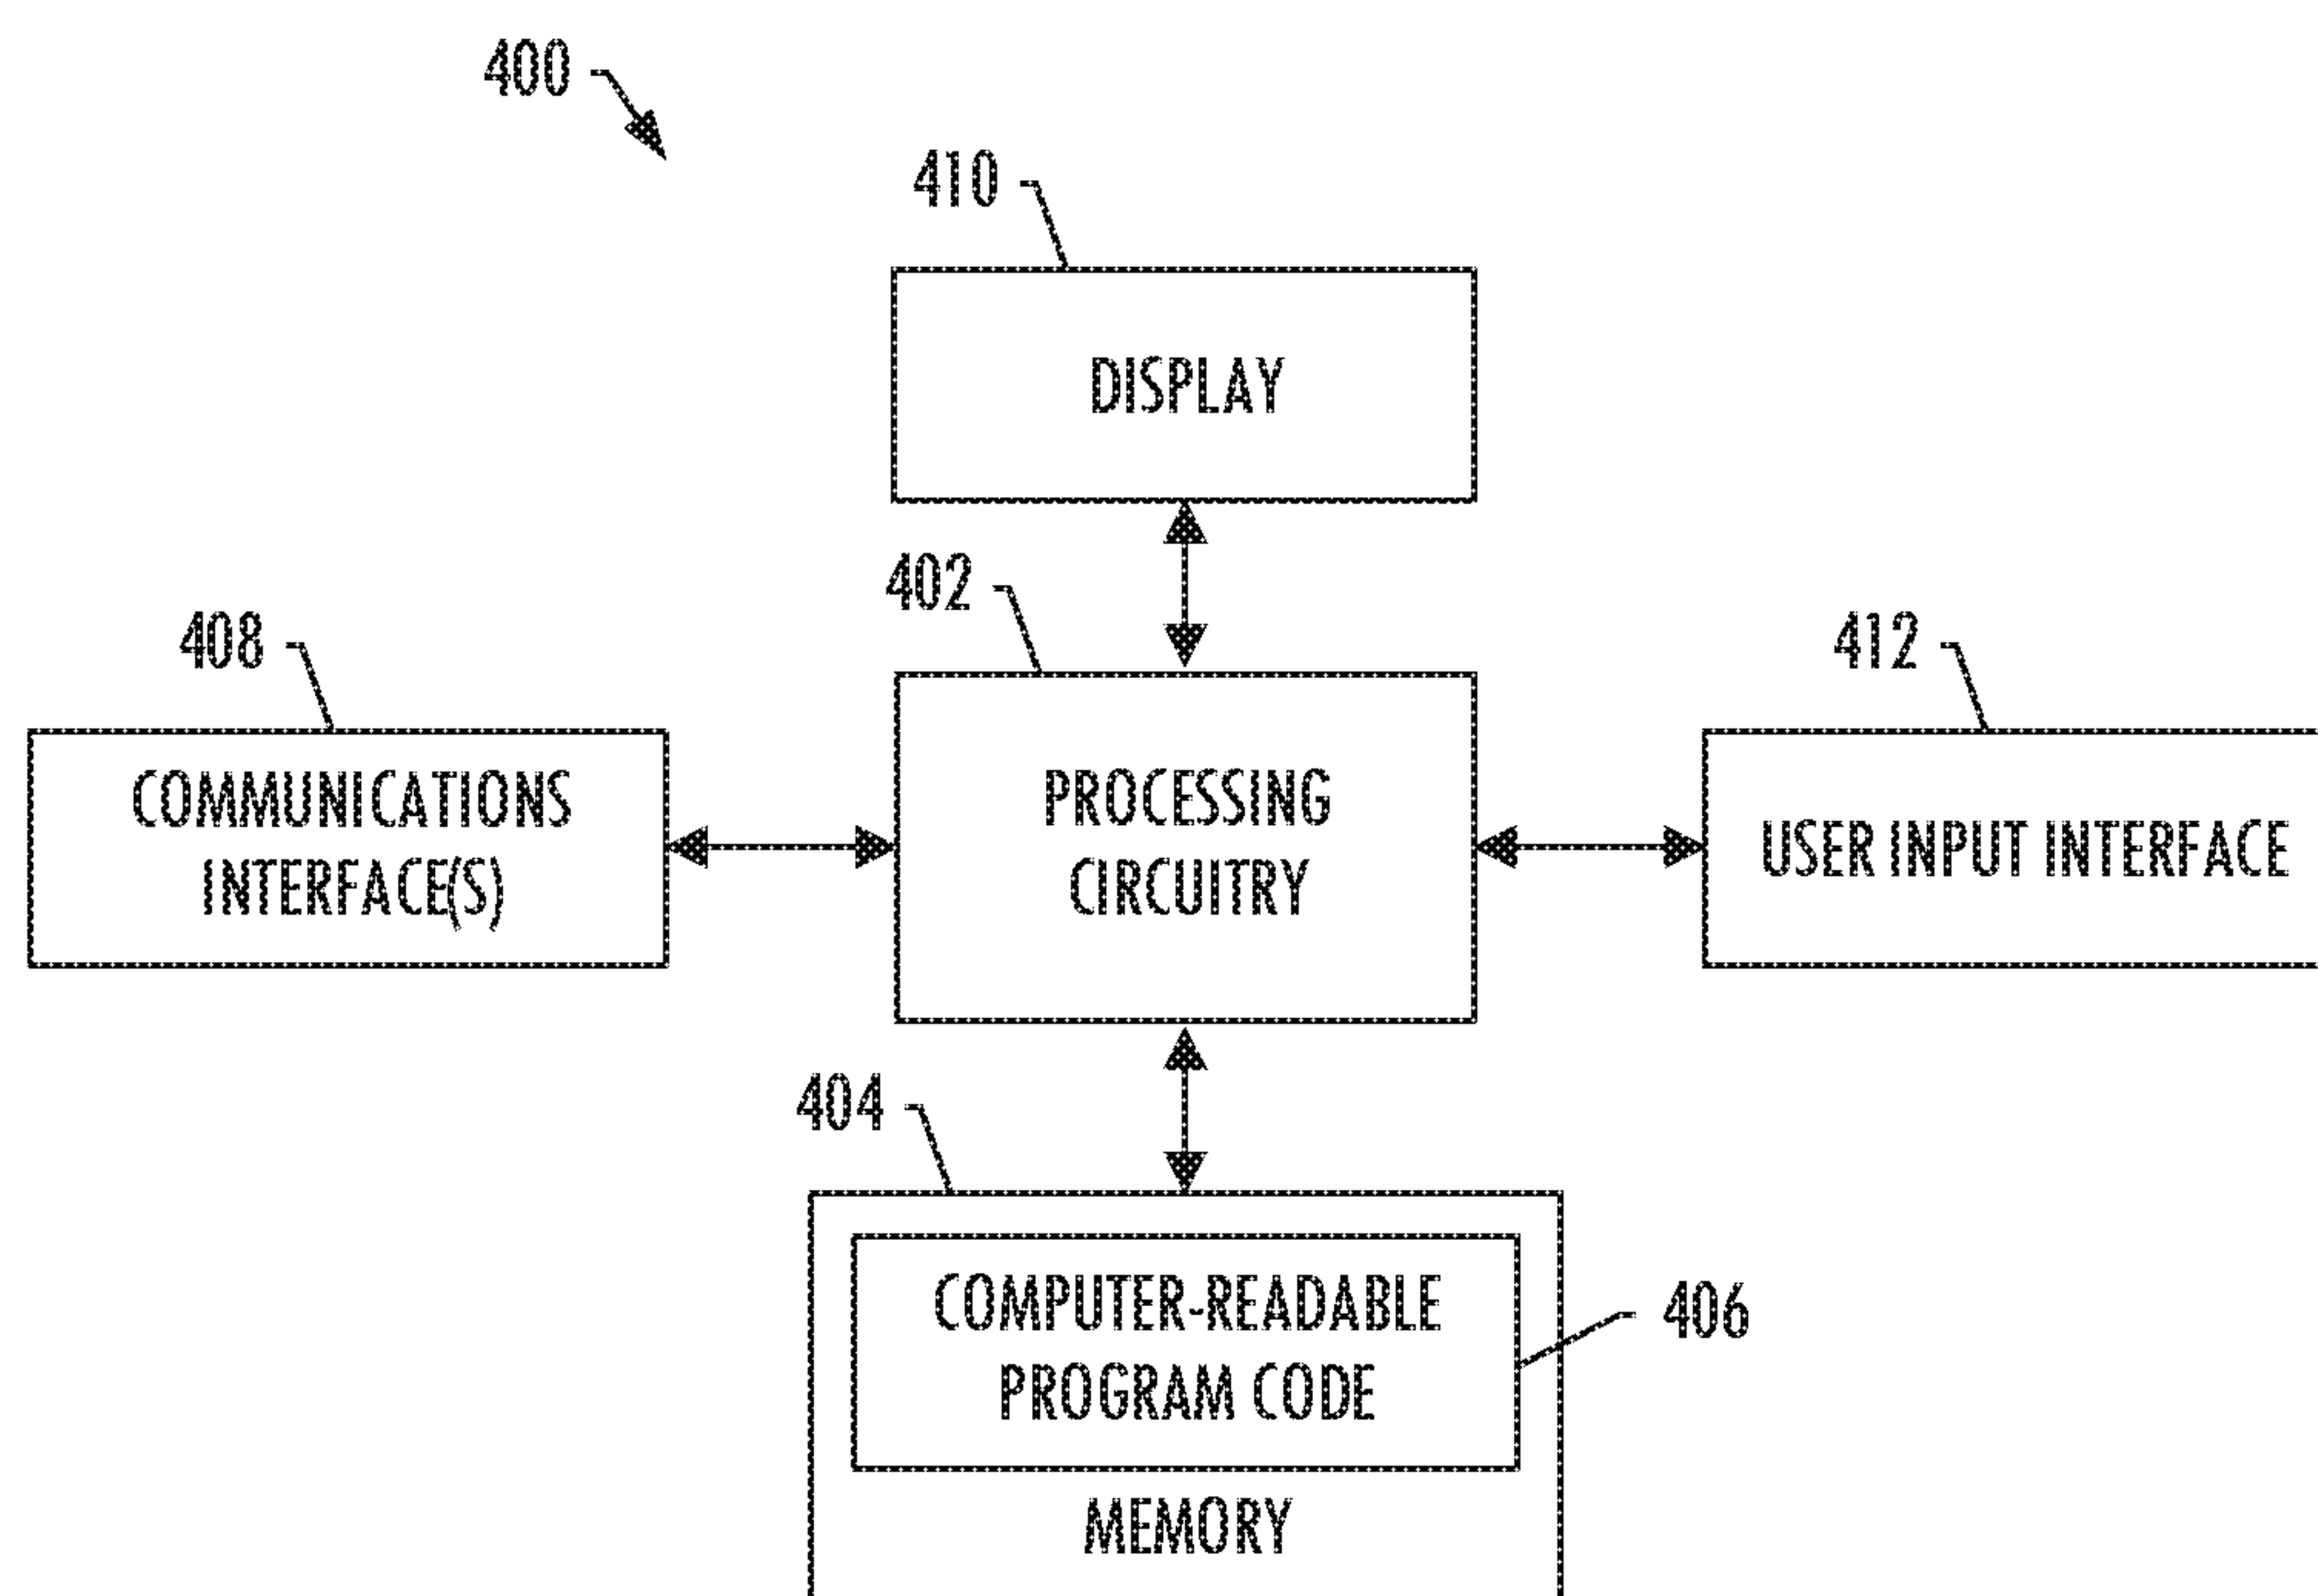 400
410
DISPLAY
402
408
412
COMMUNICATIONS
INTERFACE(S)
PROCESSING
CIRCUITRY
USER INPUT INTERFACE
404
COMPUTER-READABLE
PROGRAM CODE
406
MEMORY